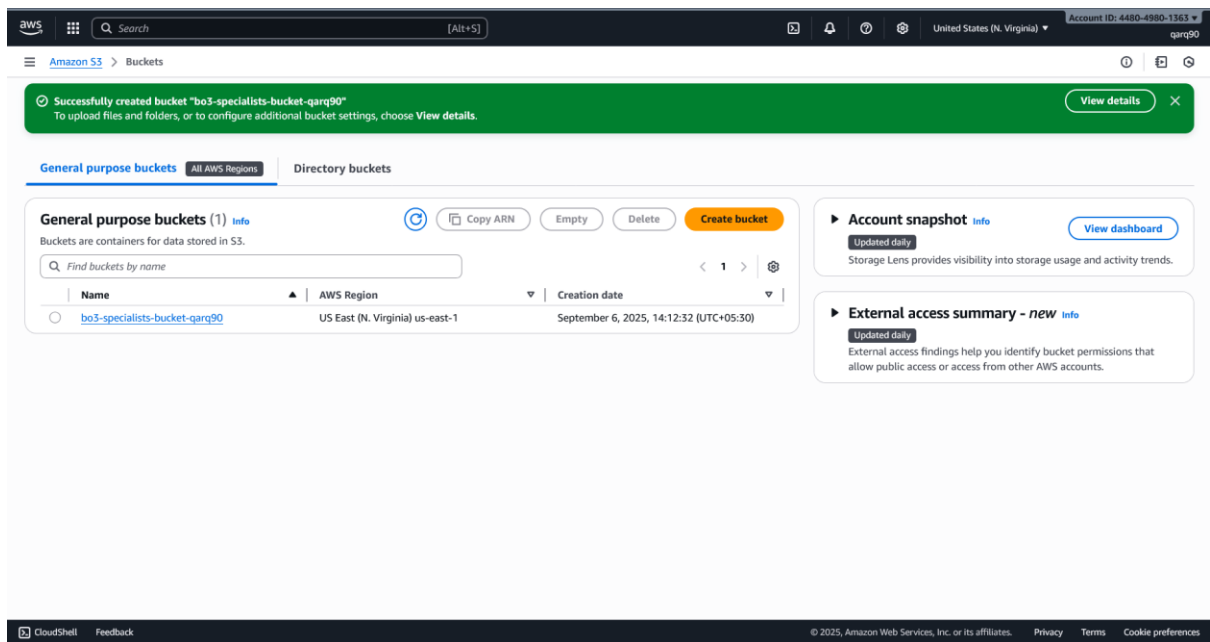 aws
Search [Alt+S]
United States (N. Virginia) ▼
Account ID: 4480-4980-1363 ▼
qarq90
Amazon S3 > Buckets
Successfully created bucket "bo3-specialists-bucket-qarq90"
To upload files and folders, or to configure additional bucket settings, choose View details.
View details
General purpose buckets All AWS Regions
Directory buckets
General purpose buckets (1) Info
Copy ARN
Empty
Delete
Create bucket
Buckets are containers for data stored in S3.
Find buckets by name
< 1 >
Name AWS Region Creation date
bo3-specialists-bucket-qarq90 US East (N. Virginia) us-east-1 September 6, 2025, 14:12:32 (UTC+05:30)
Account snapshot Info
View dashboard
Updated daily
Storage Lens provides visibility into storage usage and activity trends.
External access summary - new Info
Updated daily
External access findings help you identify bucket permissions that
allow public access or access from other AWS accounts.
CloudShell Feedback © 2025, Amazon Web Services, Inc. or its affiliates. Privacy Terms Cookie preferences